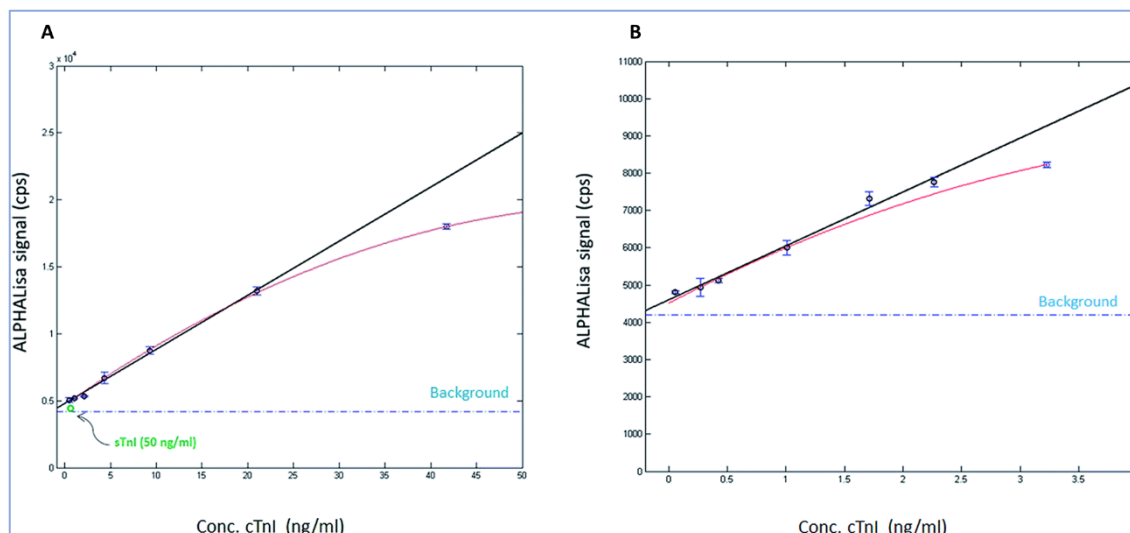 A
x 10⁴
3
2.5
2
1.5
1
0.5
0
ALPHALisa signal (cps)
Background
sTnI (50 ng/ml)
0 5 10 15 20 25 30 35 40 45 50
Conc. cTnI (ng/ml)
B
11000
10000
9000
8000
7000
6000
5000
4000
3000
2000
1000
0
ALPHALisa signal (cps)
Background
0 0.5 1 1.5 2 2.5 3 3.5
Conc. cTnI (ng/ml)